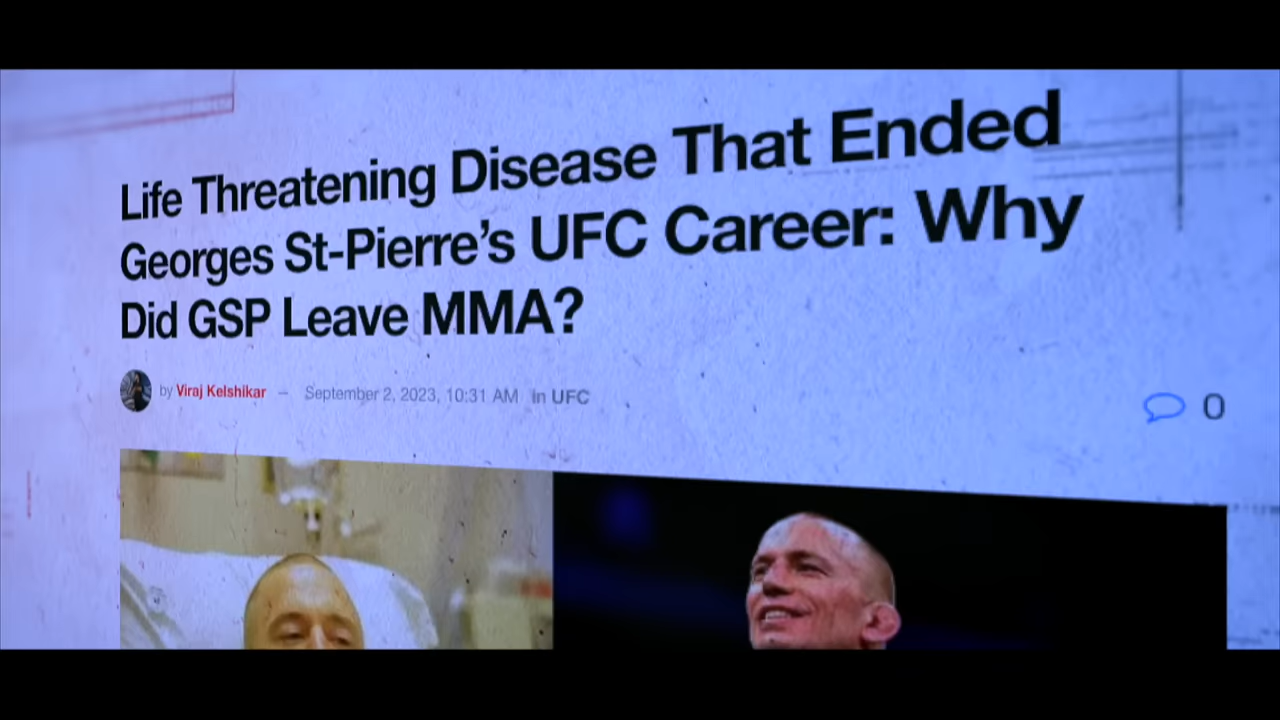 Life Threatening Disease That Ended
Georges St-Pierre's UFC Career: Why
Did GSP Leave MMA?
by Viraj Kelshikar – September 2, 2023, 10:31 AM in UFC
0